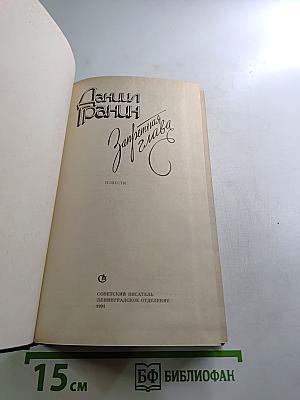 Даниил
Гранин
Запретная
глава
ПОВЕСТИ
СОВЕТСКИЙ ПИСАТЕЛЬ
ЛЕНИНГРАДСКОЕ ОТДЕЛЕНИЕ
1991
15 см
БФ БИБЛИОФАН